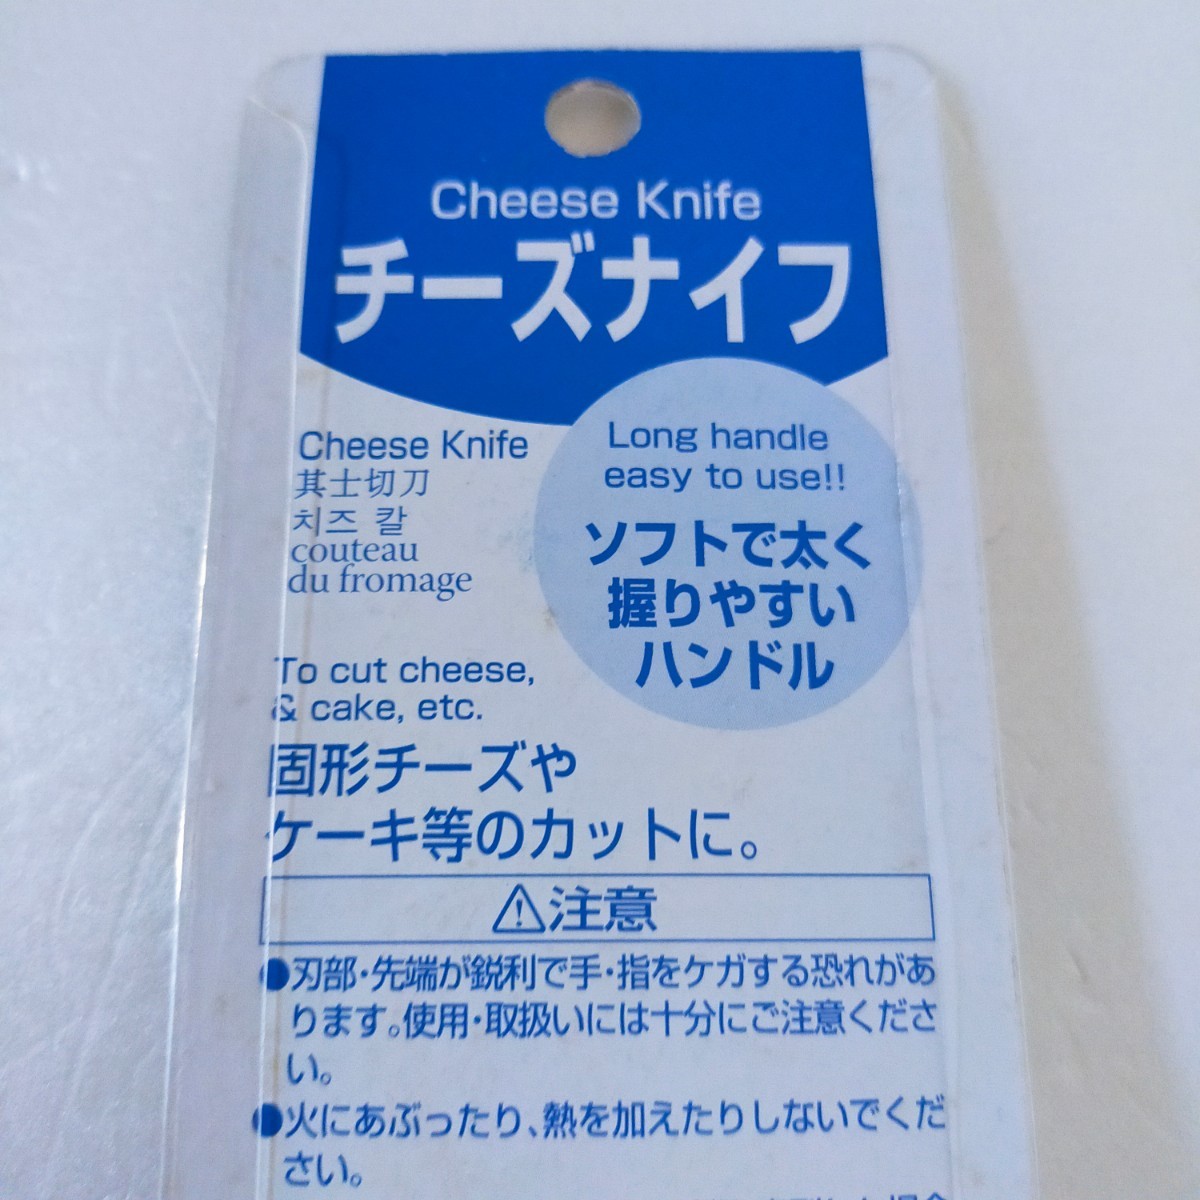 Cheese Knife
チーズナイフ
Cheese Knife
其士切刀
치즈 칼
couteau
du fromage
Long handle
easy to use!!
ソフトで太く
握りやすい
ハンドル
To cut cheese,
& cake, etc.
固形チーズや
ケーキ等のカットに。
⚠注意
●刃部・先端が鋭利で手・指をケガする恐れがあ
ります。使用・取扱いには十分にご注意くださ
い。
●火にあぶったり、熱を加えたりしないでくだ
さい。